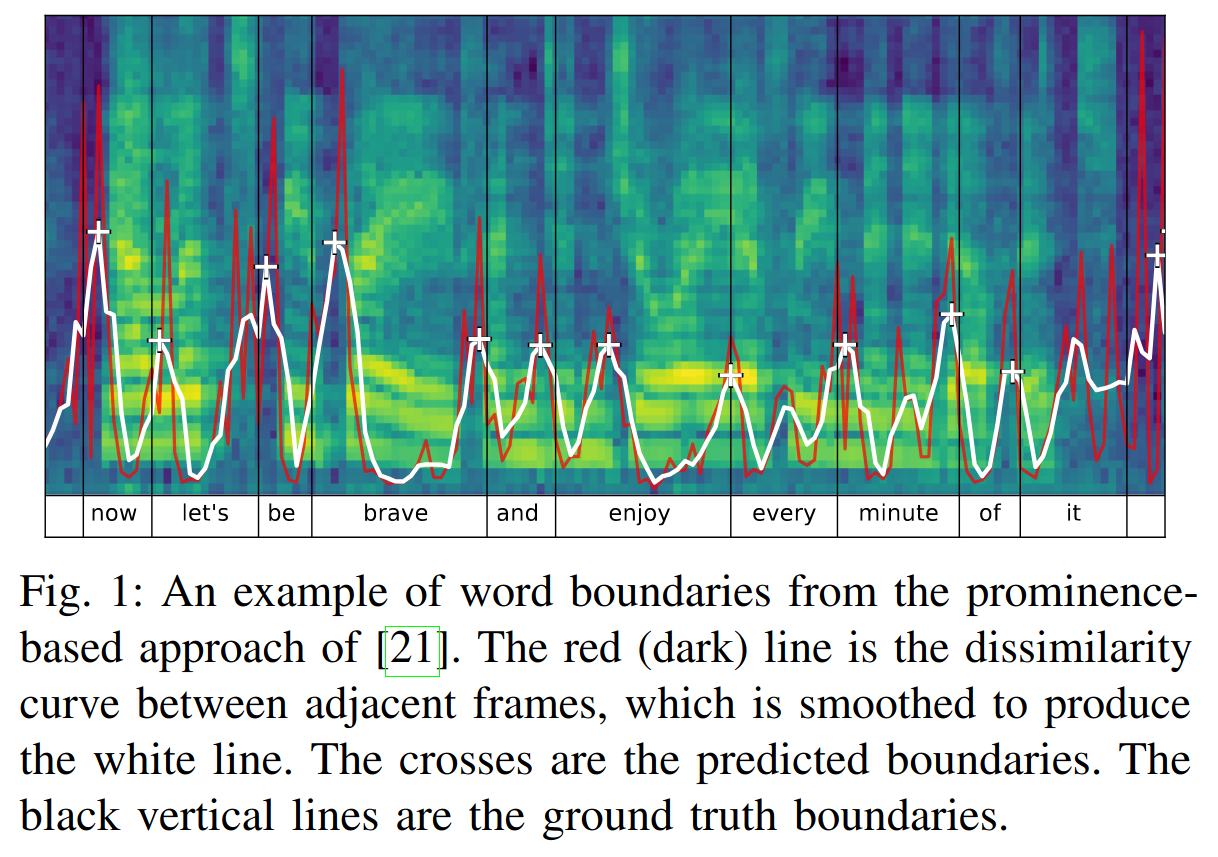 now let's be brave and enjoy every minute of it
Fig. 1: An example of word boundaries from the prominence-
based approach of [21]. The red (dark) line is the dissimilarity
curve between adjacent frames, which is smoothed to produce
the white line. The crosses are the predicted boundaries. The
black vertical lines are the ground truth boundaries.